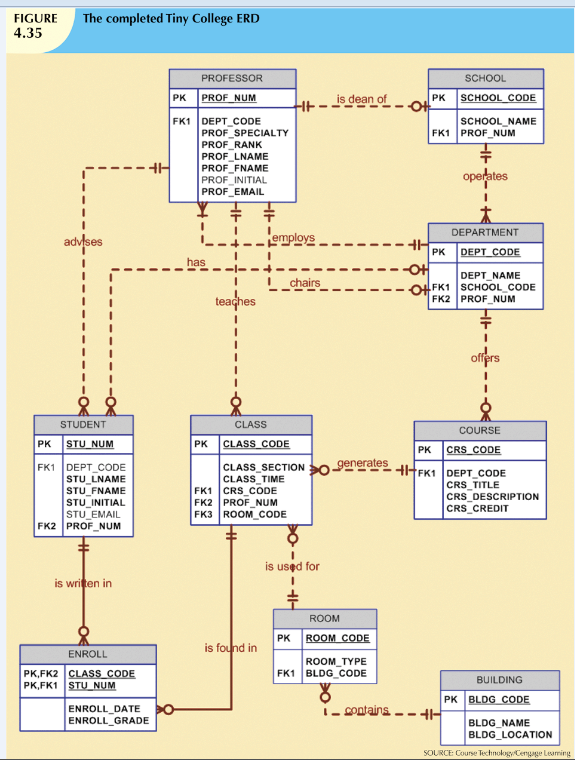 FIGURE
4.35
The completed Tiny College ERD
PROFESSOR
PK PROF_NUM
FK1 DEPT_CODE
PROF_SPECIALTY
PROF_RANK
PROF_LNAME
PROF_FNAME
PROF_INITIAL
PROF_EMAIL
is dean of
SCHOOL
PK SCHOOL_CODE
SCHOOL_NAME
FK1 PROF_NUM
operates
advises
employs
has
chairs
teaches
DEPARTMENT
PK DEPT_CODE
DEPT_NAME
FK1 SCHOOL_CODE
FK2 PROF_NUM
offers
STUDENT
PK STU_NUM
FK1 DEPT_CODE
STU_LNAME
STU_FNAME
STU_INITIAL
STU_EMAIL
FK2 PROF_NUM
CLASS
PK CLASS_CODE
CLASS_SECTION
CLASS_TIME
FK1 CRS_CODE
FK2 PROF_NUM
FK3 ROOM_CODE
generates
COURSE
PK CRS_CODE
FK1 DEPT_CODE
CRS_TITLE
CRS_DESCRIPTION
CRS_CREDIT
is written in
is used for
is found in
ROOM
PK ROOM_CODE
ROOM_TYPE
FK1 BLDG_CODE
ENROLL
PK,FK2 CLASS_CODE
PK,FK1 STU_NUM
ENROLL_DATE
ENROLL_GRADE
contains
BUILDING
PK BLDG_CODE
BLDG_NAME
BLDG_LOCATION
SOURCE: Course Technology/Cengage Learning